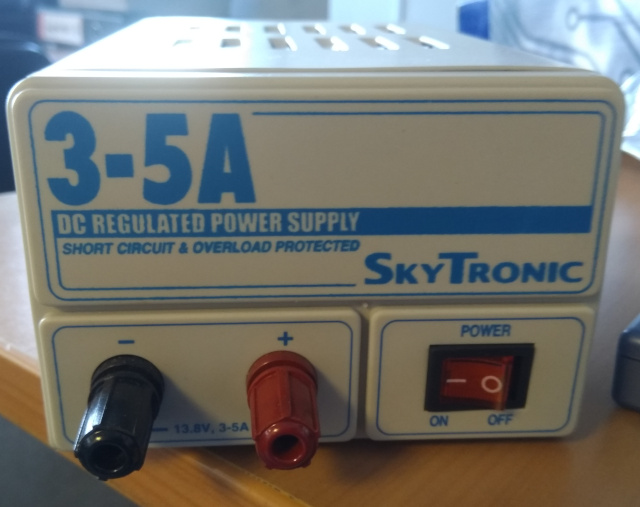 3-5A
DC REGULATED POWER SUPPLY
SHORT CIRCUIT & OVERLOAD PROTECTED
SKYTRONIC
- +
POWER
I O
ON OFF
13.8V, 3-5A